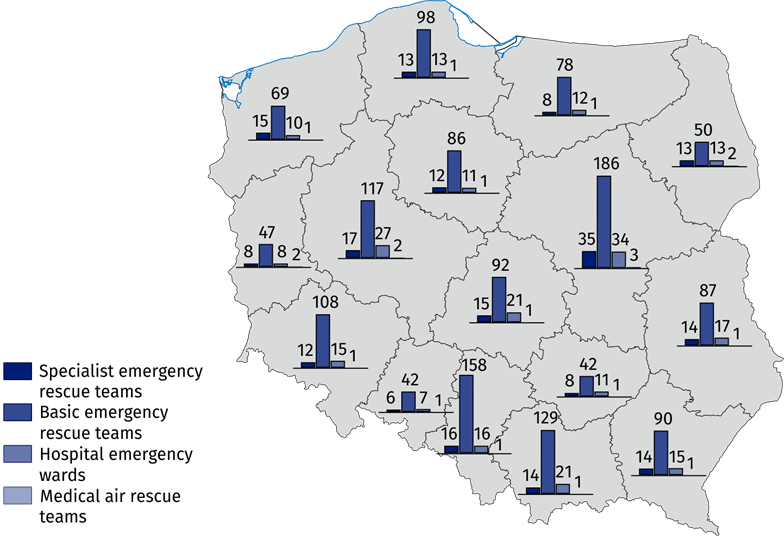 98
13 13 1
78
8 12 1
69
15 10 1
50
13 13 2
86
12 11 1
186
35 34 3
117
17 27 2
47
8 8 2
92
15 21 1
87
14 17 1
108
12 15 1
158
16 16 1
42
6 7 1
42
8 11 1
129
14 21 1
90
14 15 1
Specialist emergency
rescue teams
Basic emergency
rescue teams
Hospital emergency
wards
Medical air rescue
teams